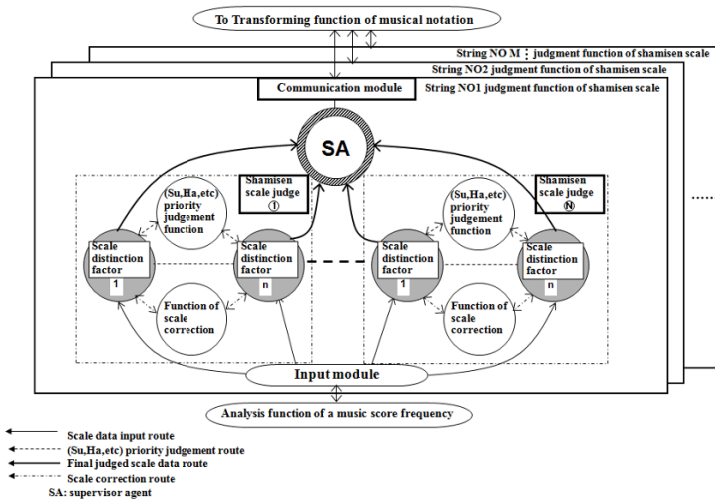 To Transforming function of musical notation
String NO M ⋮ judgment function of shamisen scale
String NO2 judgment function of shamisen scale
Communication module
String NO1 judgment function of shamisen scale
SA
(Su,Ha,etc)
priority
judgement
function
Shamisen
scale judge
①
(Su,Ha,etc)
priority
judgement
function
Shamisen
scale judge
Ⓝ
Scale
distinction
factor
1
Scale
distinction
factor
n
Scale
distinction
factor
1
Scale
distinction
factor
n
Function of
scale
correction
Function of
scale
correction
Input module
Analysis function of a music score frequency
Scale data input route
(Su,Ha,etc) priority judgement route
Final judged scale data route
Scale correction route
SA: supervisor agent